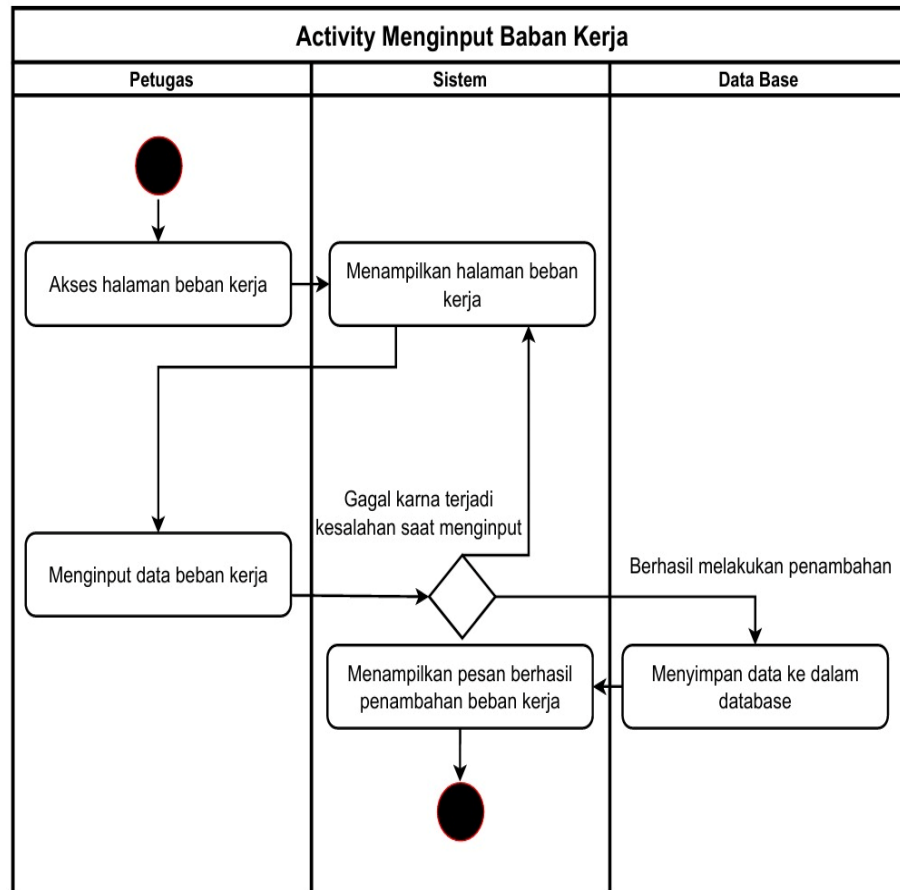 Activity Menginput Baban Kerja
Petugas
Sistem
Data Base
Akses halaman beban kerja
Menampilkan halaman beban
kerja
Gagal karna terjadi
kesalahan saat menginput
Menginput data beban kerja
Berhasil melakukan penambahan
Menampilkan pesan berhasil
penambahan beban kerja
Menyimpan data ke dalam
database